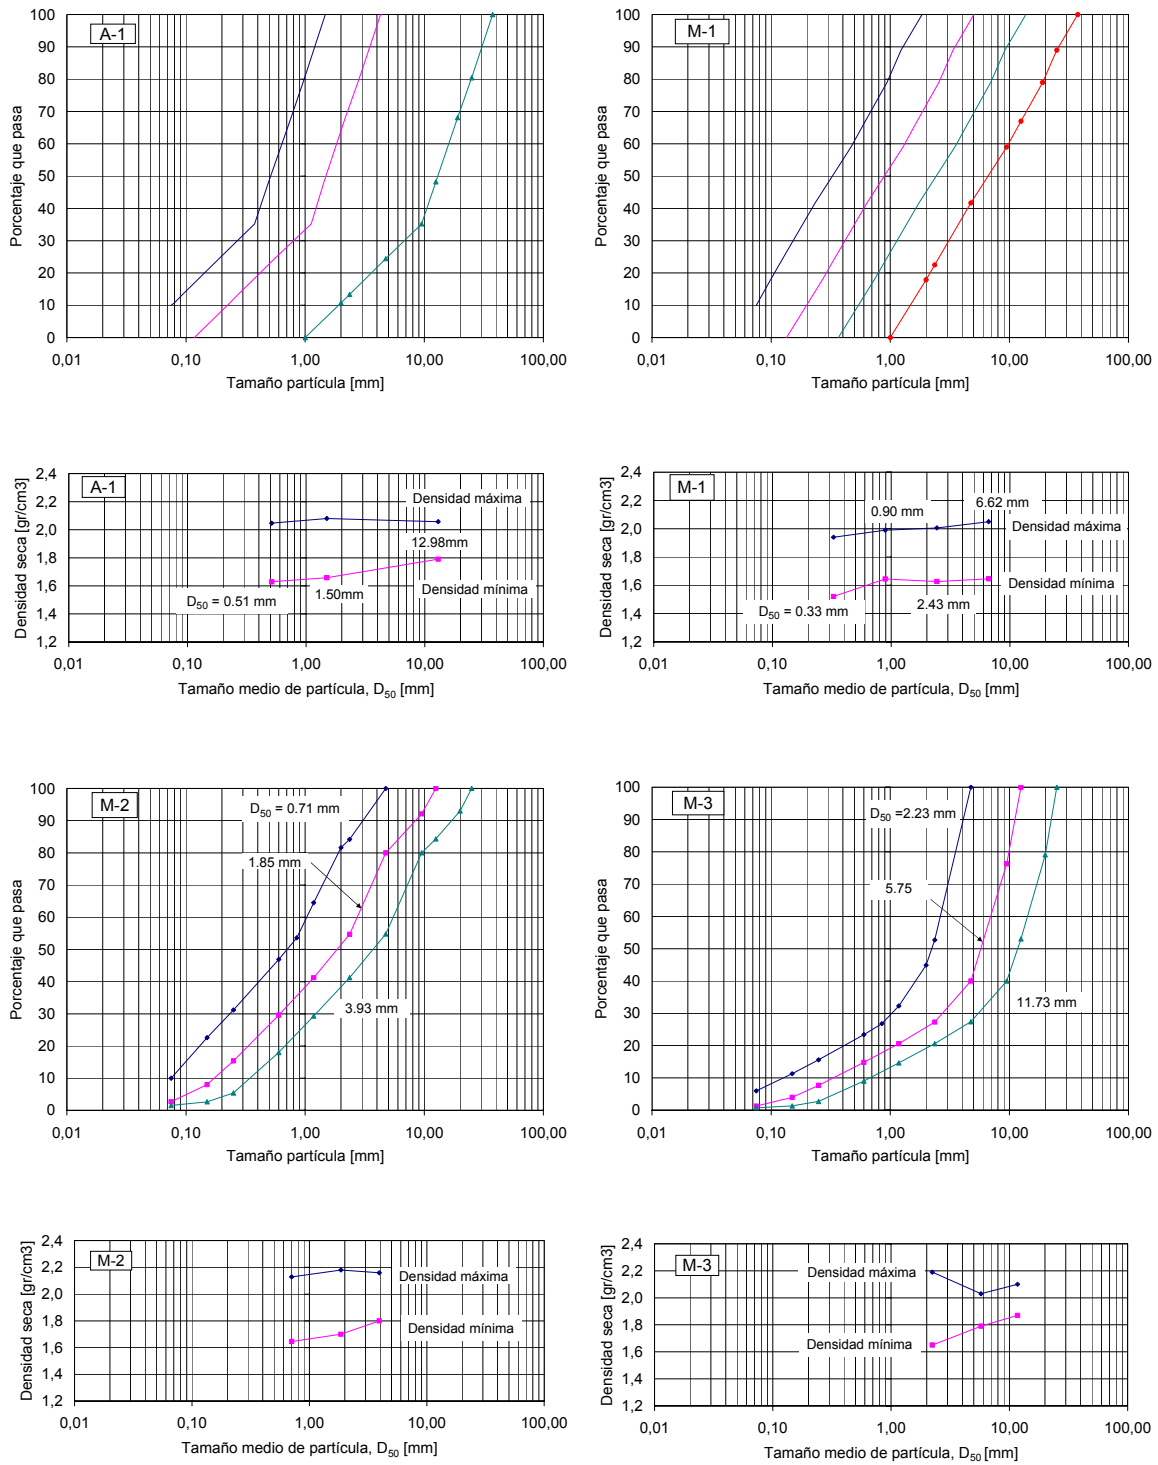 A-1
Porcentaje que pasa
100
90
80
70
60
50
40
30
20
10
0
0,01
0,10
1,00
10,00
100,00
Tamaño partícula [mm]
M-1
Porcentaje que pasa
100
90
80
70
60
50
40
30
20
10
0
0,01
0,10
1,00
10,00
100,00
Tamaño partícula [mm]
A-1
Densidad seca [gr/cm3]
2,4
2,2
2,0
1,8
1,6
1,4
1,2
Densidad máxima
12.98mm
Densidad mínima
1.50mm
D50 = 0.51 mm
0,01
0,10
1,00
10,00
100,00
Tamaño medio de partícula, D50 [mm]
M-1
Densidad seca [gr/cm3]
2,4
2,2
2,0
1,8
1,6
1,4
1,2
6.62 mm
0.90 mm
Densidad máxima
Densidad mínima
2.43 mm
D50 = 0.33 mm
0,01
0,10
1,00
10,00
100,00
Tamaño medio de partícula, D50 [mm]
M-2
Porcentaje que pasa
100
90
80
70
60
50
40
30
20
10
0
D50 = 0.71 mm
1.85 mm
3.93 mm
0,01
0,10
1,00
10,00
100,00
Tamaño partícula [mm]
M-3
Porcentaje que pasa
100
90
80
70
60
50
40
30
20
10
0
D50 =2.23 mm
5.75
11.73 mm
0,01
0,10
1,00
10,00
100,00
Tamaño partícula [mm]
M-2
Densidad seca [gr/cm3]
2,4
2,2
2,0
1,8
1,6
1,4
1,2
Densidad máxima
Densidad mínima
0,01
0,10
1,00
10,00
100,00
Tamaño medio de partícula, D50 [mm]
M-3
Densidad seca [gr/cm3]
2,4
2,2
2,0
1,8
1,6
1,4
1,2
Densidad máxima
Densidad mínima
0,01
0,10
1,00
10,00
100,00
Tamaño medio de partícula, D50 [mm]